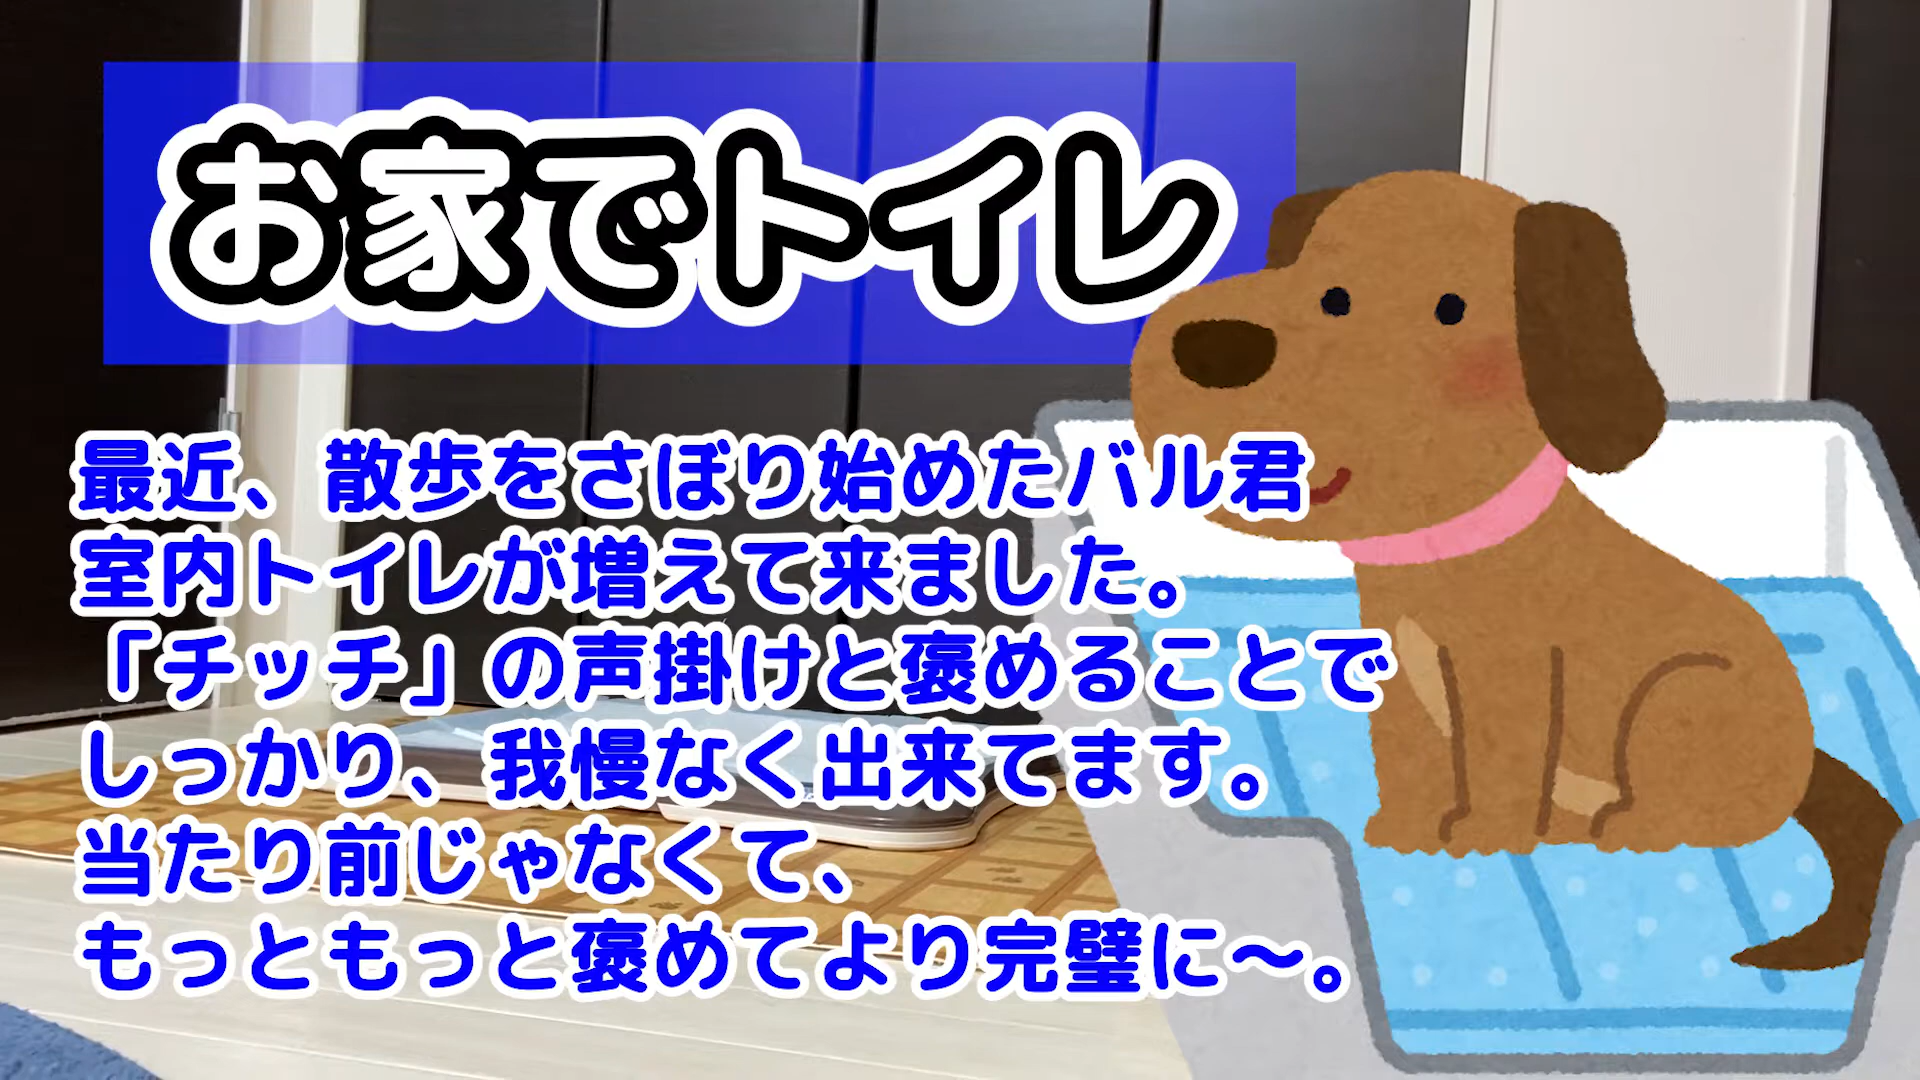 お家でトイレ
最近、散歩をさぼり始めたバル君
室内トイレが増えて来ました。
「チッチ」の声掛けと褒めることで
しっかり、我慢なく出来てます。
当たり前じゃなくて、
もっともっと褒めてより完璧に～。